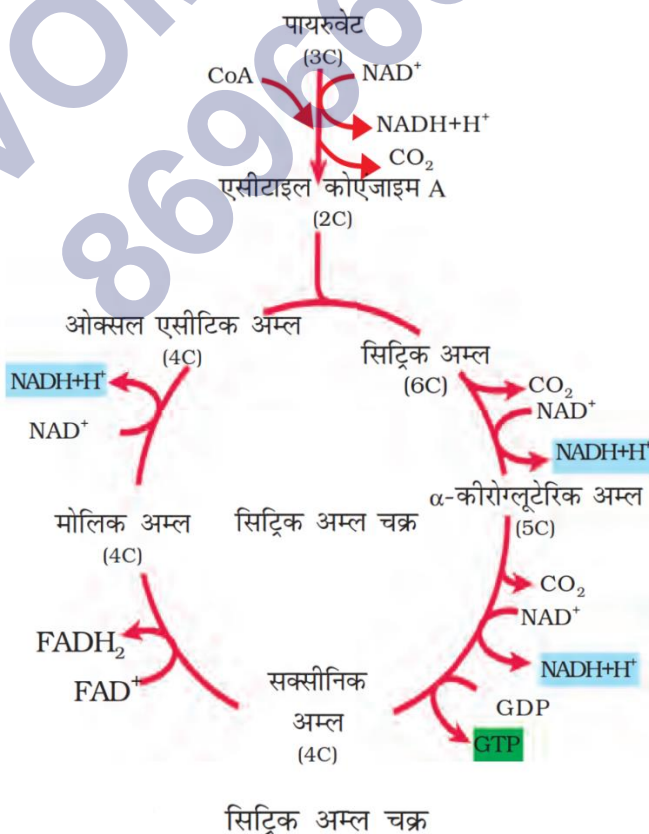 पायरुवेट
(3C)
CoA
NAD⁺
NADH+H⁺
CO₂
एसीटाइल कोएंजाइम A
(2C)
ओक्सल एसीटिक अम्ल
(4C)
सिट्रिक अम्ल
(6C)
NADH+H⁺
NAD⁺
CO₂
NAD⁺
NADH+H⁺
α-कीरोग्लूटेरिक अम्ल
(5C)
मोलिक अम्ल
(4C)
सिट्रिक अम्ल चक्र
CO₂
NAD⁺
NADH+H⁺
FADH₂
FAD⁺
सक्सीनिक
अम्ल
(4C)
GDP
GTP
सिट्रिक अम्ल चक्र